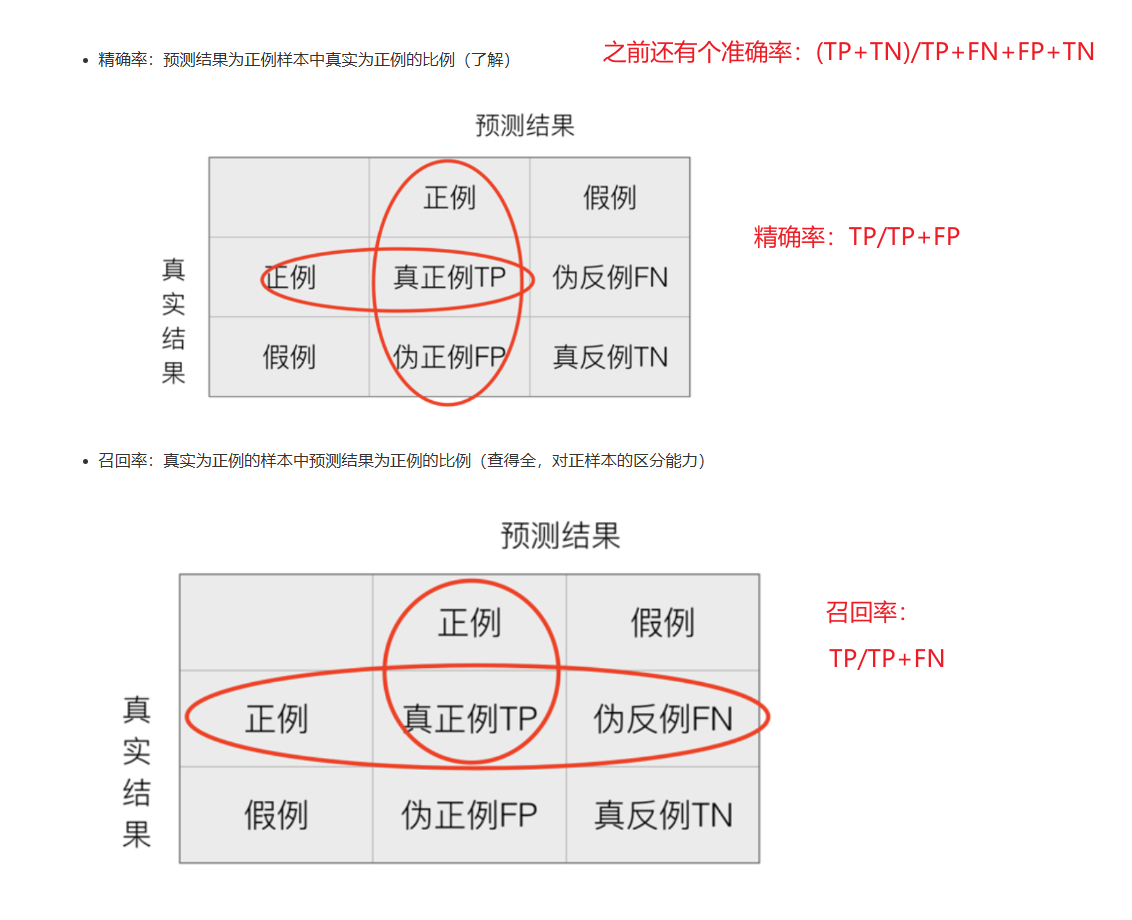 • 精确率：预测结果为正例样本中真实为正例的比例（了解）
之前还有个准确率：(TP+TN)/TP+FN+FP+TN
预测结果
正例 假例
真实结果
正例 真正例TP 伪反例FN
假例 伪正例FP 真反例TN
精确率：TP/TP+FP
• 召回率：真实为正例的样本中预测结果为正例的比例（查得全，对正样本的区分能力）
预测结果
正例 假例
真实结果
正例 真正例TP 伪反例FN
假例 伪正例FP 真反例TN
召回率：
TP/TP+FN